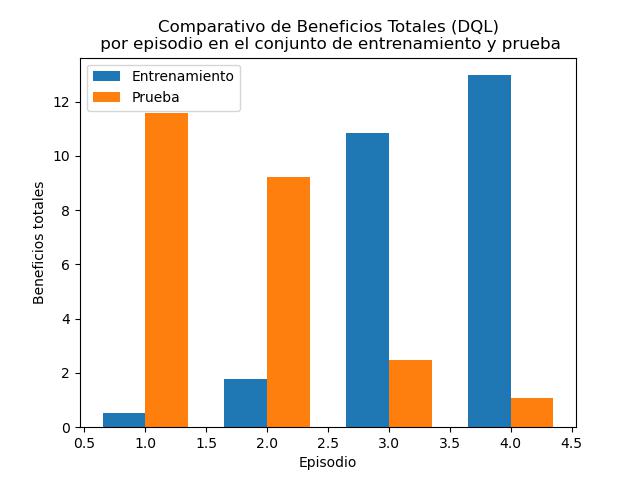 Comparativo de Beneficios Totales (DQL)
por episodio en el conjunto de entrenamiento y prueba
Entrenamiento
Prueba
Beneficios totales
12
10
8
6
4
2
0
0.5
1.0
1.5
2.0
2.5
3.0
3.5
4.0
4.5
Episodio